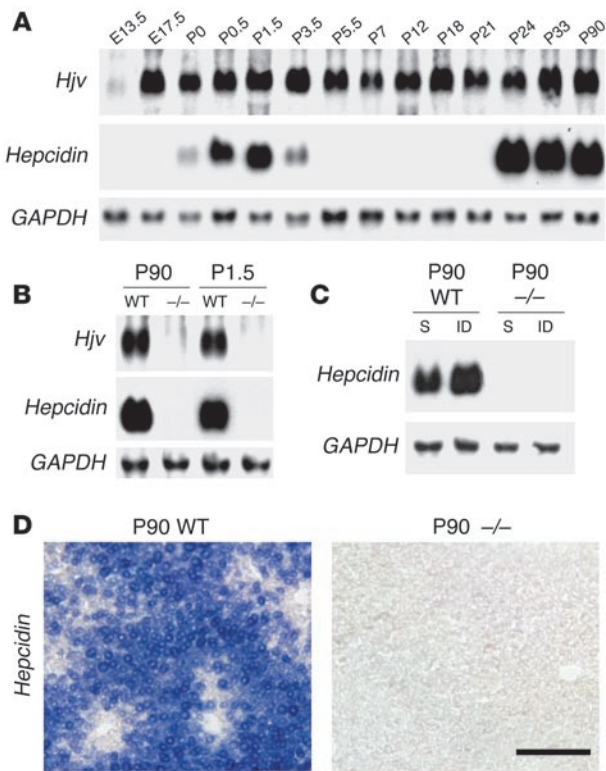 A
E13.5 E17.5 P0 P0.5 P1.5 P3.5 P5.5 P7 P12 P18 P21 P24 P33 P90
Hjv
Hepcidin
GAPDH
B
P90 P1.5
WT –/– WT –/–
Hjv
Hepcidin
GAPDH
C
P90 P90
WT –/–
S ID S ID
Hepcidin
GAPDH
D
P90 WT P90 –/–
Hepcidin